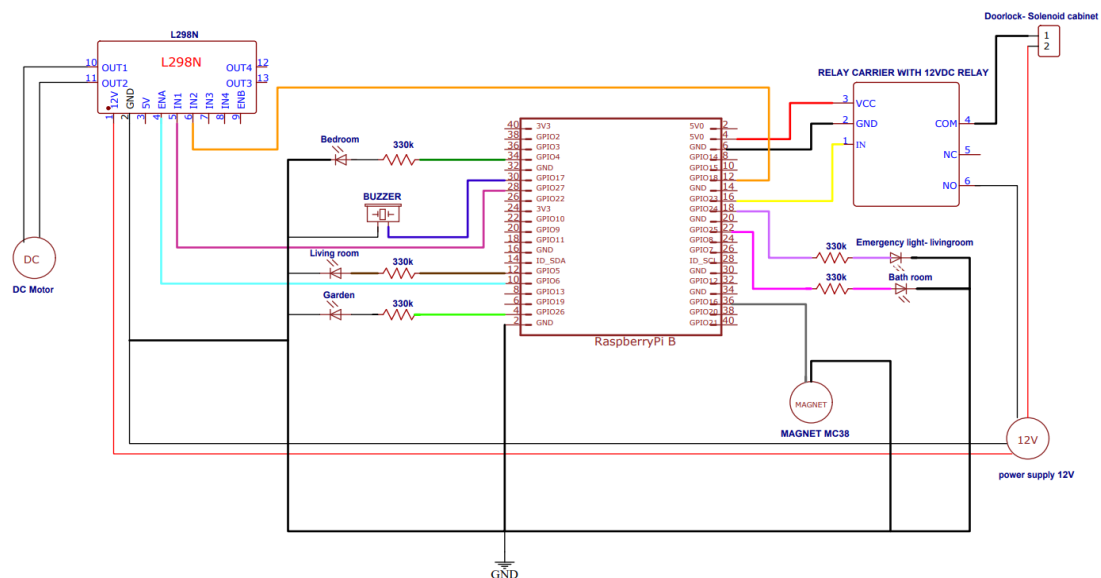 Doorlock- Solenoid cabinet
1
2
L298N
L298N
10 OUT1
11 OUT2
OUT4 12
OUT3 13
12V
GND
5V
ENA
IN1
IN2
IN3
IN4
ENB
1
2
3
4
5
6
7
8
9
RELAY CARRIER WITH 12VDC RELAY
3 VCC
2 GND
1 IN
COM 4
NC 5
NO 6
Bedroom
330k
BUZZER
Living room
330k
Garden
330k
40 3V3
38 GPIO2
36 GPIO3
34 GPIO4
32 GND
30 GPIO17
28 GPIO27
26 GPIO22
24 3V3
22 GPIO10
20 GPIO9
18 GPIO11
16 GND
14 ID_SDA
12 GPIO5
10 GPIO6
8 GPIO13
6 GPIO19
4 GPIO26
2 GND
5V0 2
5V0 4
GND 6
GPIO14 8
GPIO15 10
GPIO18 12
GND 14
GPIO23 16
GPIO24 18
GND 20
GPIO25 22
GPIO8 24
GPIO7 26
ID_SCL 28
GND 30
GPIO12 32
GND 34
GPIO16 36
GPIO20 38
GPIO21 40
RaspberryPi B
Emergency light- livingroom
330k
Bath room
330k
DC
DC Motor
MAGNET
MAGNET MC38
12V
power supply 12V
GND